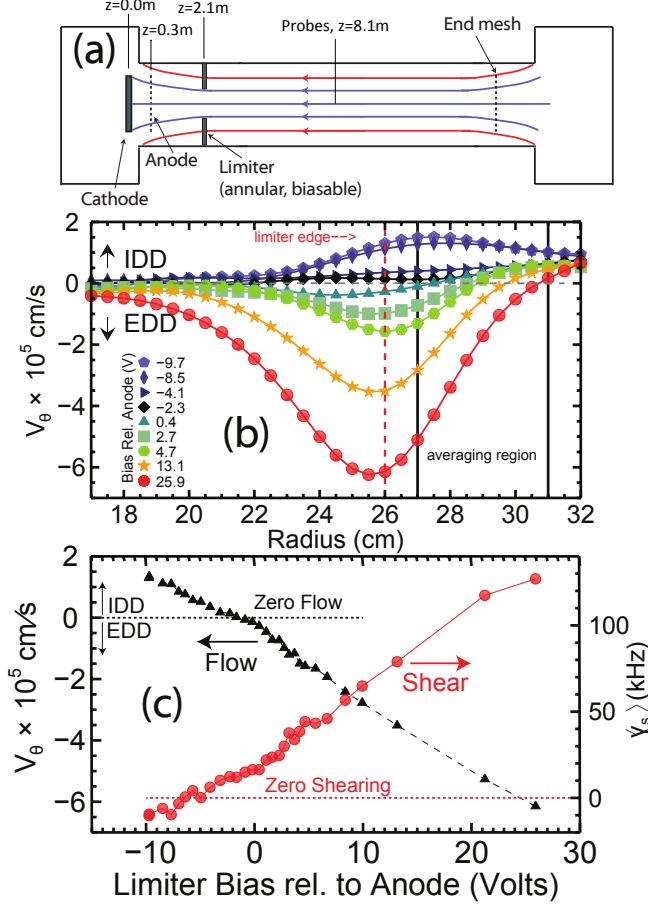 z=0.0m
z=2.1m
z=0.3m
Probes, z=8.1m
End mesh
(a)
Anode
Cathode
Limiter
(annular, biasable)
2
0
−2
−4
−6
V_θ × 10^5 cm/s
IDD
EDD
limiter edge-->
Bias Rel. Anode (V)
−9.7
−8.5
−4.1
−2.3
0.4
2.7
4.7
13.1
25.9
(b)
averaging region
18 20 22 24 26 28 30 32
Radius (cm)
2
0
−2
−4
−6
V_θ × 10^5 cm/s
IDD
EDD
Zero Flow
Flow
Shear
(c)
Zero Shearing
100
50
0
⟨γ_s⟩ (kHz)
−10 0 10 20 30
Limiter Bias rel. to Anode (Volts)